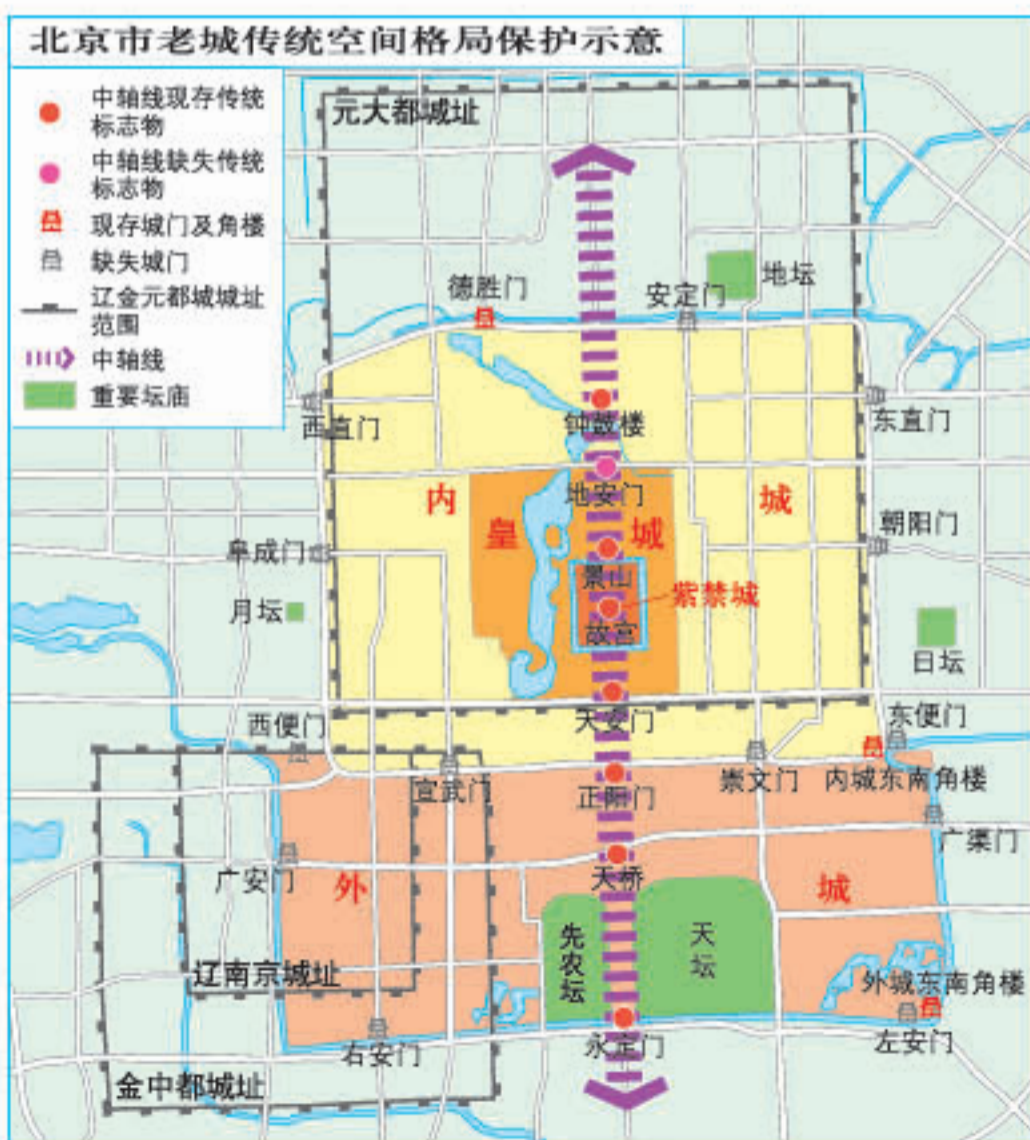 北京市老城传统空间格局保护示意
中轴线现存传统
标志物
中轴线缺失传统
标志物
现存城门及角楼
缺失城门
辽金元都城城址
范围
中轴线
重要坛庙
元大都城址
德胜门
安定门
地坛
西直门
钟鼓楼
东直门
内
城
地安门
皇
城
朝阳门
阜成门
景山
紫禁城
月坛
故宫
日坛
天安门
西便门
东便门
宣武门
正阳门
崇文门
内城东南角楼
广渠门
广安门
外
天桥
城
先农坛
天坛
辽南京城址
外城东南角楼
右安门
永定门
左安门
金中都城址